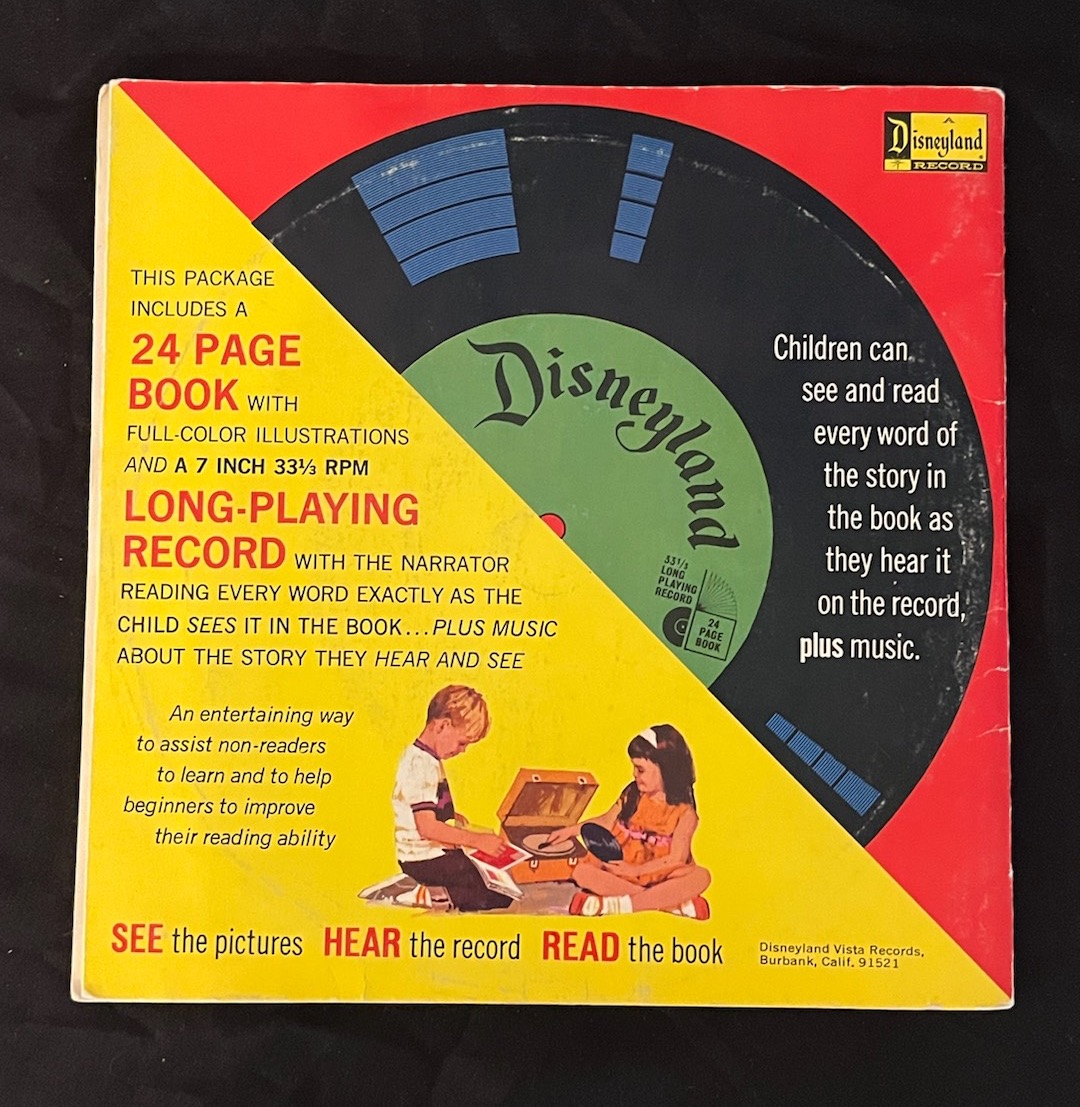 Disneyland
RECORD
THIS PACKAGE
INCLUDES A
24 PAGE
BOOK WITH
FULL-COLOR ILLUSTRATIONS
AND A 7 INCH 33⅓ RPM
LONG-PLAYING
RECORD WITH THE NARRATOR
READING EVERY WORD EXACTLY AS THE
CHILD SEES IT IN THE BOOK...PLUS MUSIC
ABOUT THE STORY THEY HEAR AND SEE
An entertaining way
to assist non-readers
to learn and to help
beginners to improve
their reading ability
Disneyland
33⅓
LONG
PLAYING
RECORD
24
PAGE
BOOK
Children can
see and read
every word of
the story in
the book as
they hear it
on the record,
plus music.
SEE the pictures HEAR the record READ the book
Disneyland Vista Records,
Burbank, Calif. 91521